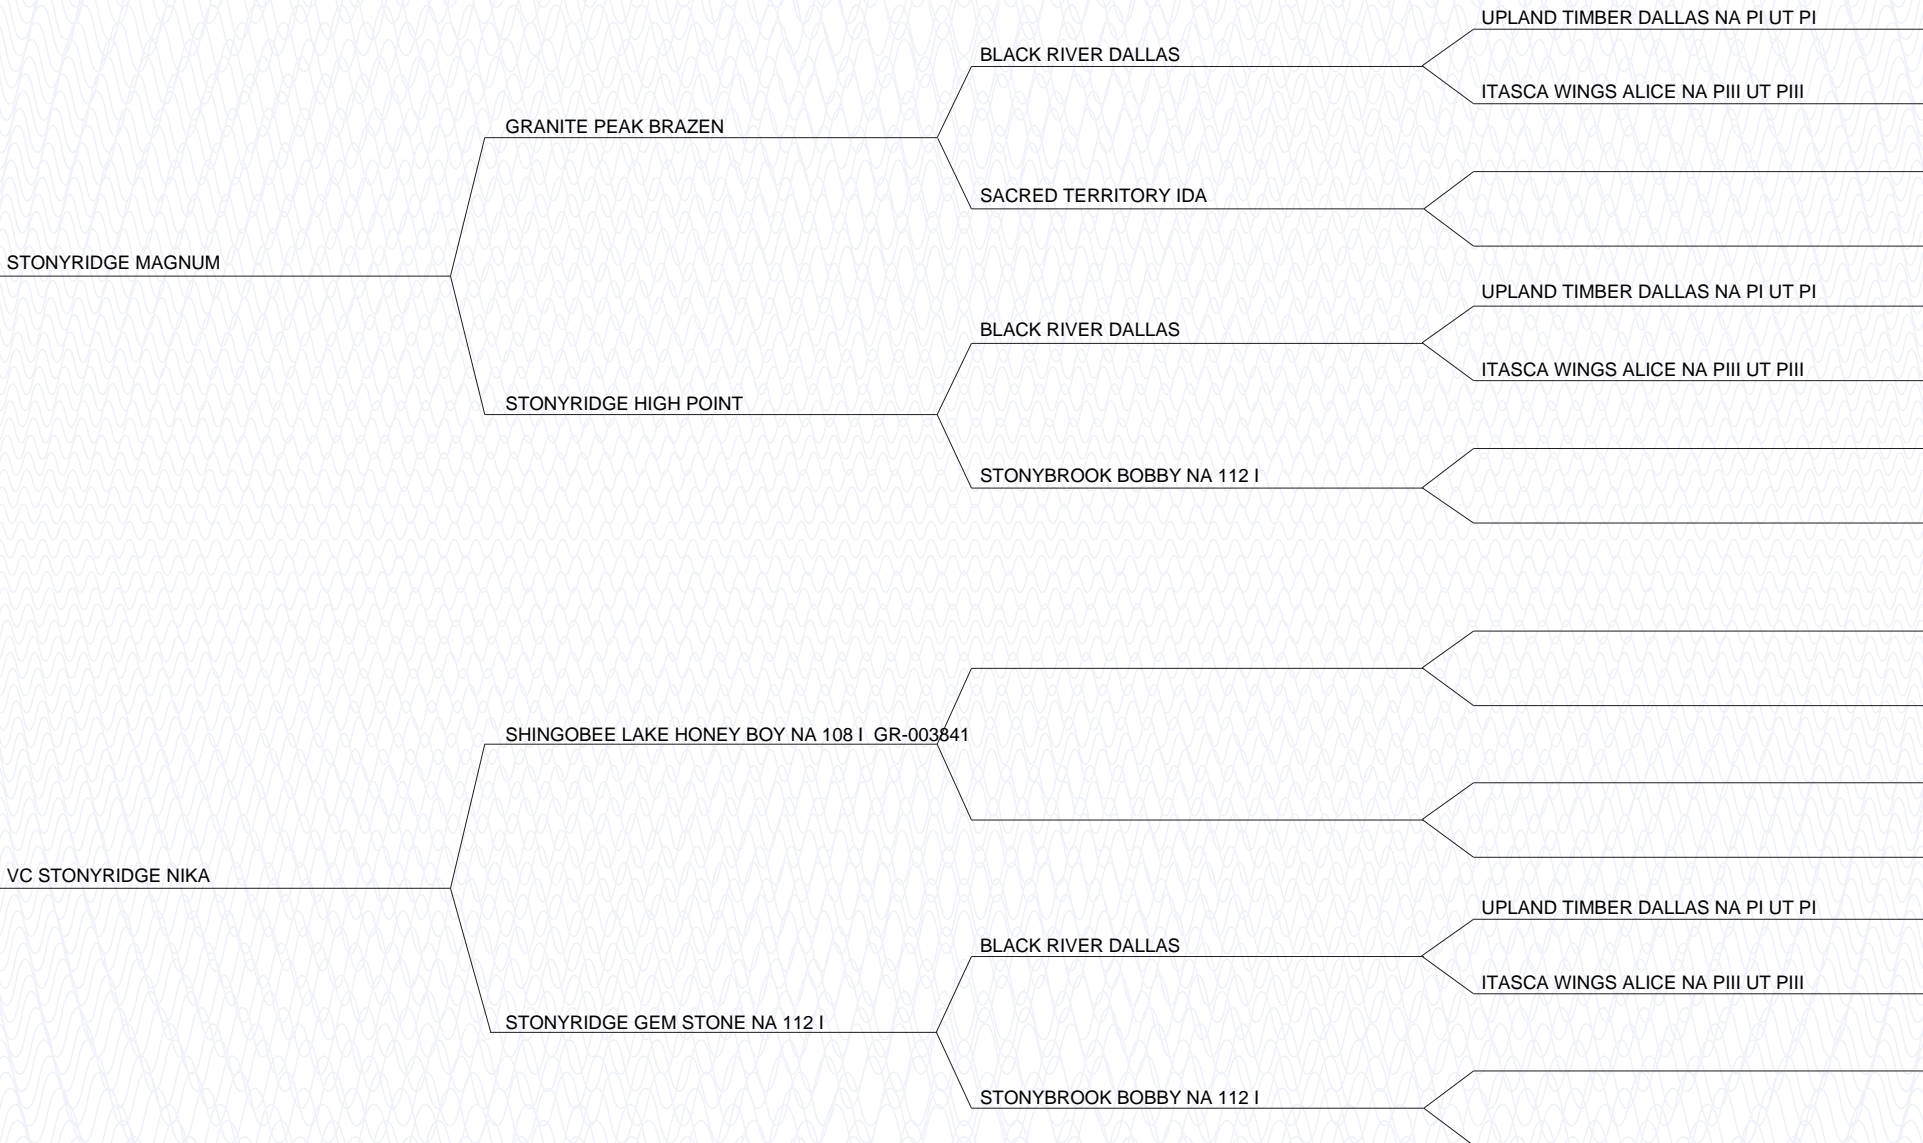 UPLAND TIMBER DALLAS NA PI UT PI
BLACK RIVER DALLAS
ITASCA WINGS ALICE NA PIII UT PIII
GRANITE PEAK BRAZEN
SACRED TERRITORY IDA
STONYRIDGE MAGNUM
UPLAND TIMBER DALLAS NA PI UT PI
BLACK RIVER DALLAS
ITASCA WINGS ALICE NA PIII UT PIII
STONYRIDGE HIGH POINT
STONYBROOK BOBBY NA 112 I
SHINGOBEE LAKE HONEY BOY NA 108 I GR-003841
VC STONYRIDGE NIKA
UPLAND TIMBER DALLAS NA PI UT PI
BLACK RIVER DALLAS
ITASCA WINGS ALICE NA PIII UT PIII
STONYRIDGE GEM STONE NA 112 I
STONYBROOK BOBBY NA 112 I